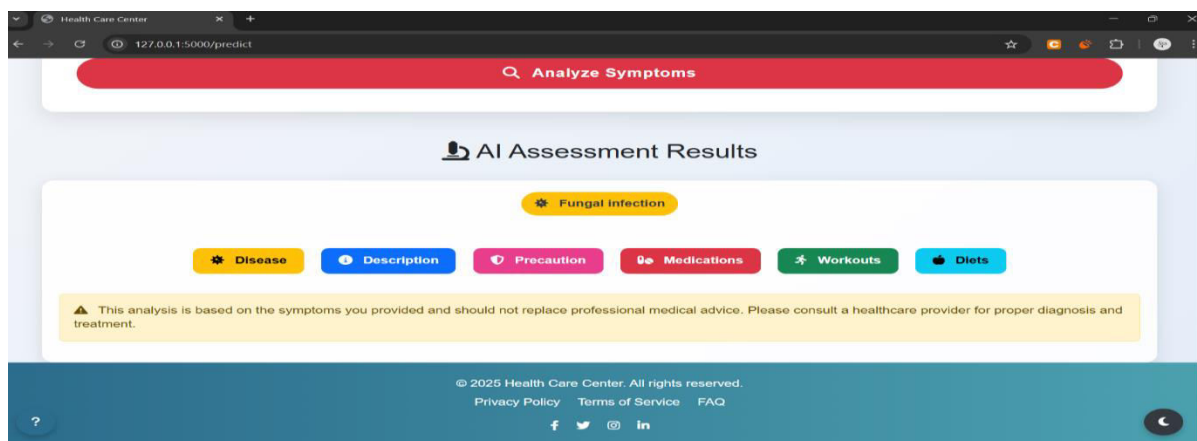 Health Care Center
127.0.0.1:5000/predict
Analyze Symptoms
AI Assessment Results
Fungal infection
Disease Description Precaution Medications Workouts Diets
This analysis is based on the symptoms you provided and should not replace professional medical advice. Please consult a healthcare provider for proper diagnosis and
treatment.
© 2025 Health Care Center. All rights reserved.
Privacy Policy Terms of Service FAQ
?